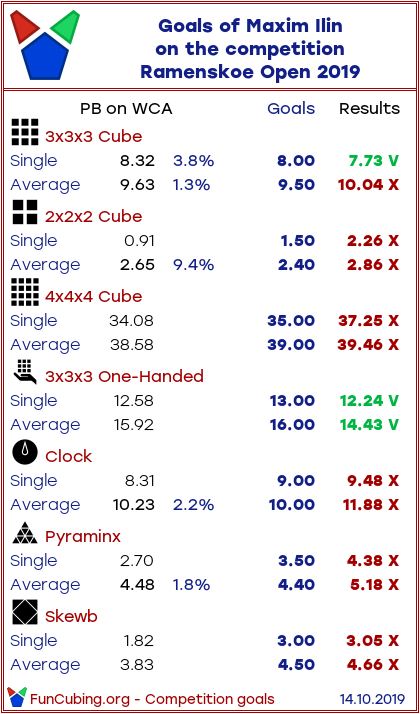 Goals of Maxim Ilin
on the competition
Ramenskoe Open 2019
PB on WCA Goals Results
3x3x3 Cube
Single 8.32 3.8% 8.00 7.73 V
Average 9.63 1.3% 9.50 10.04 X
2x2x2 Cube
Single 0.91 1.50 2.26 X
Average 2.65 9.4% 2.40 2.86 X
4x4x4 Cube
Single 34.08 35.00 37.25 X
Average 38.58 39.00 39.46 X
3x3x3 One-Handed
Single 12.58 13.00 12.24 V
Average 15.92 16.00 14.43 V
Clock
Single 8.31 9.00 9.48 X
Average 10.23 2.2% 10.00 11.88 X
Pyraminx
Single 2.70 3.50 4.38 X
Average 4.48 1.8% 4.40 5.18 X
Skewb
Single 1.82 3.00 3.05 X
Average 3.83 4.50 4.66 X
FunCubing.org - Competition goals 14.10.2019